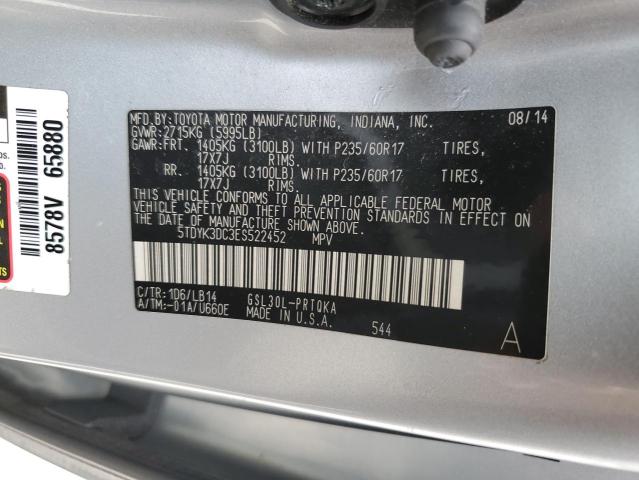 MFD. BY: TOYOTA MOTOR MANUFACTURING, INDIANA, INC. 08/14
GVWR: 2715KG (5995LB)
GAWR: FRT. 1405KG (3100LB) WITH P235/60R17 TIRES,
17X7J RIMS.
RR. 1405KG (3100LB) WITH P235/60R17 TIRES,
17X7J RIMS.
THIS VEHICLE CONFORMS TO ALL APPLICABLE FEDERAL MOTOR
VEHICLE SAFETY AND THEFT PREVENTION STANDARDS IN EFFECT ON
THE DATE OF MANUFACTURE SHOWN ABOVE.
5TDYK3DC3ES522452 MPV
C/TR: 1D6/LB14 GSL30L-PRTQKA
A/TM: -01A/U660E MADE IN U.S.A. 544
A
8578V 65880